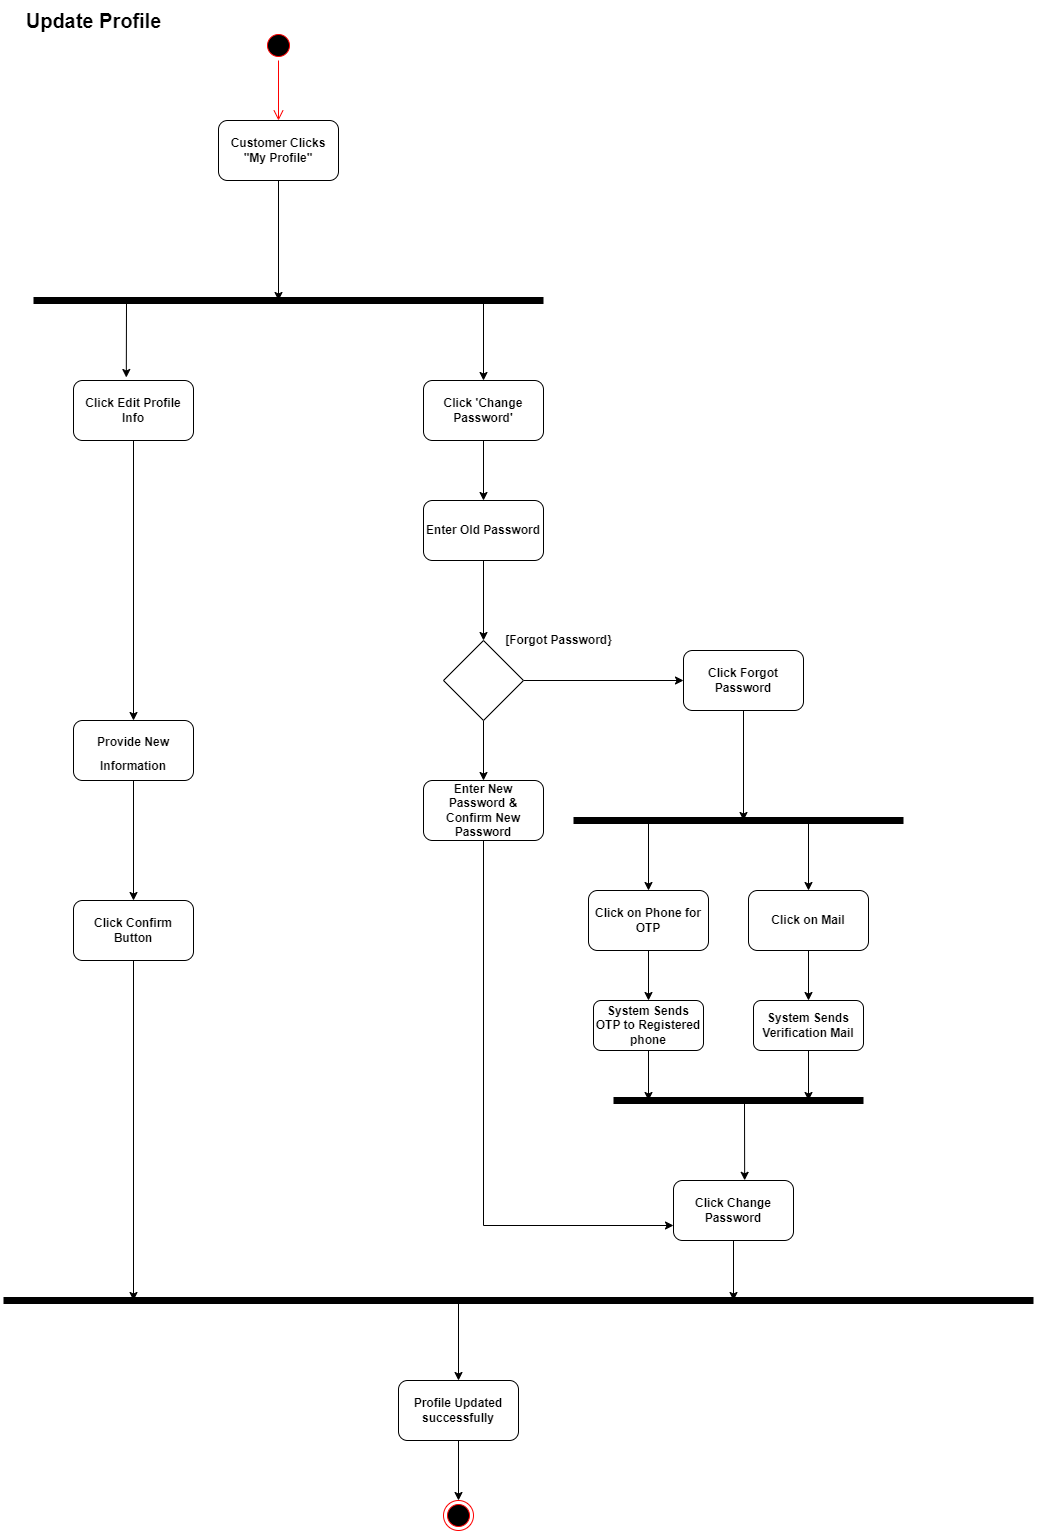 Update Profile
Customer Clicks
"My Profile"
Click Edit Profile
Info
Click 'Change
Password'
Enter Old Password
[Forgot Password}
Click Forgot
Password
Provide New
Information
Enter New
Password &
Confirm New
Password
Click Confirm
Button
Click on Phone for
OTP
Click on Mail
System Sends
OTP to Registered
phone
System Sends
Verification Mail
Click Change
Password
Profile Updated
successfully